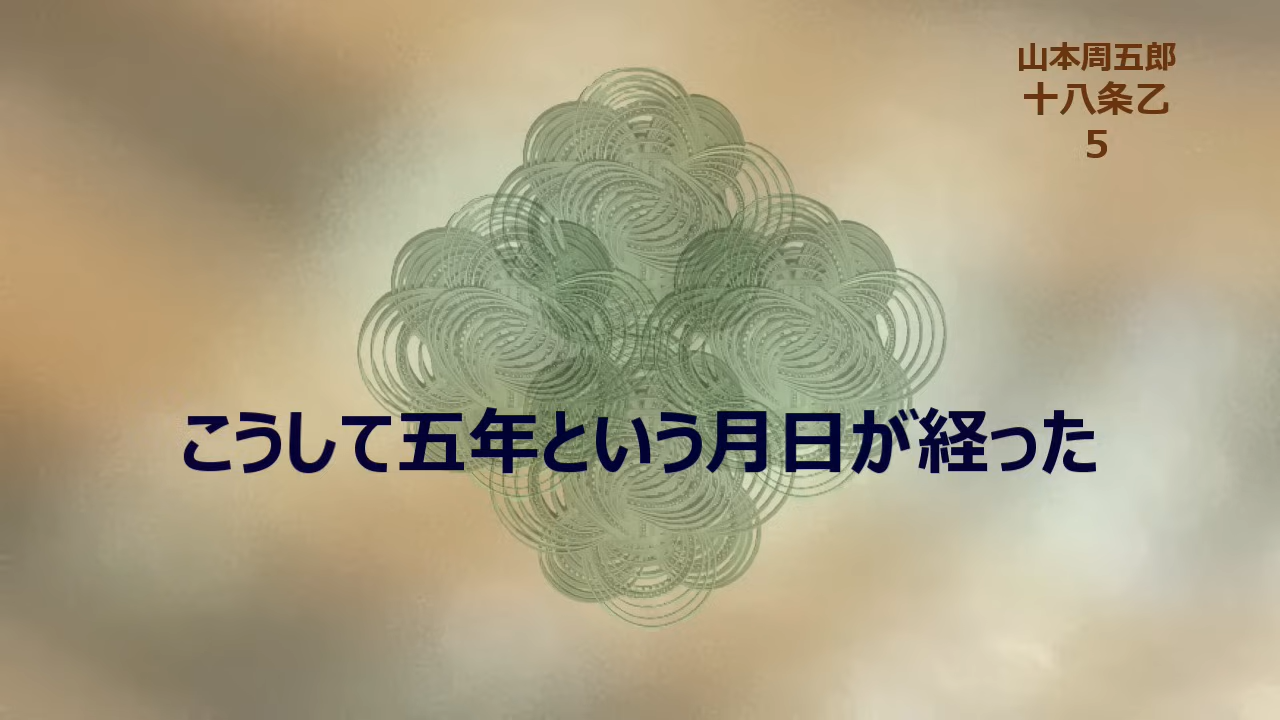 山本周五郎
十八条乙
5
こうして五年という月日が経った